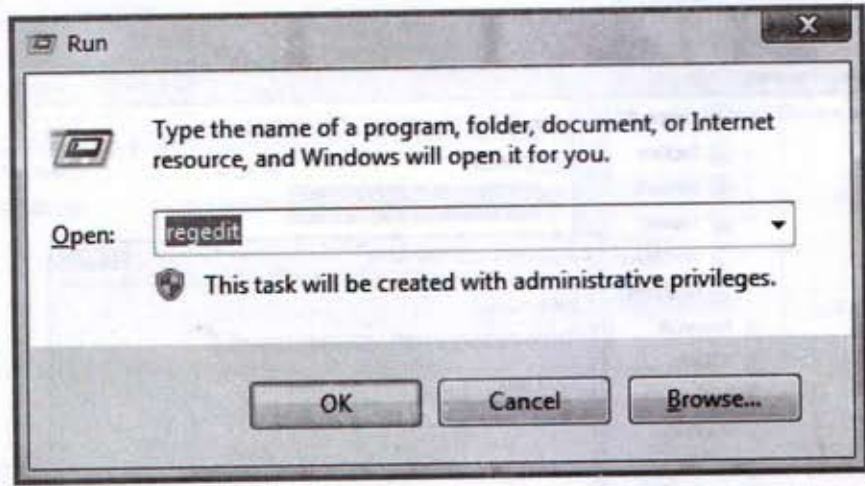 Run
Type the name of a program, folder, document, or Internet
resource, and Windows will open it for you.
Open: regedit
This task will be created with administrative privileges.
OK Cancel Browse...